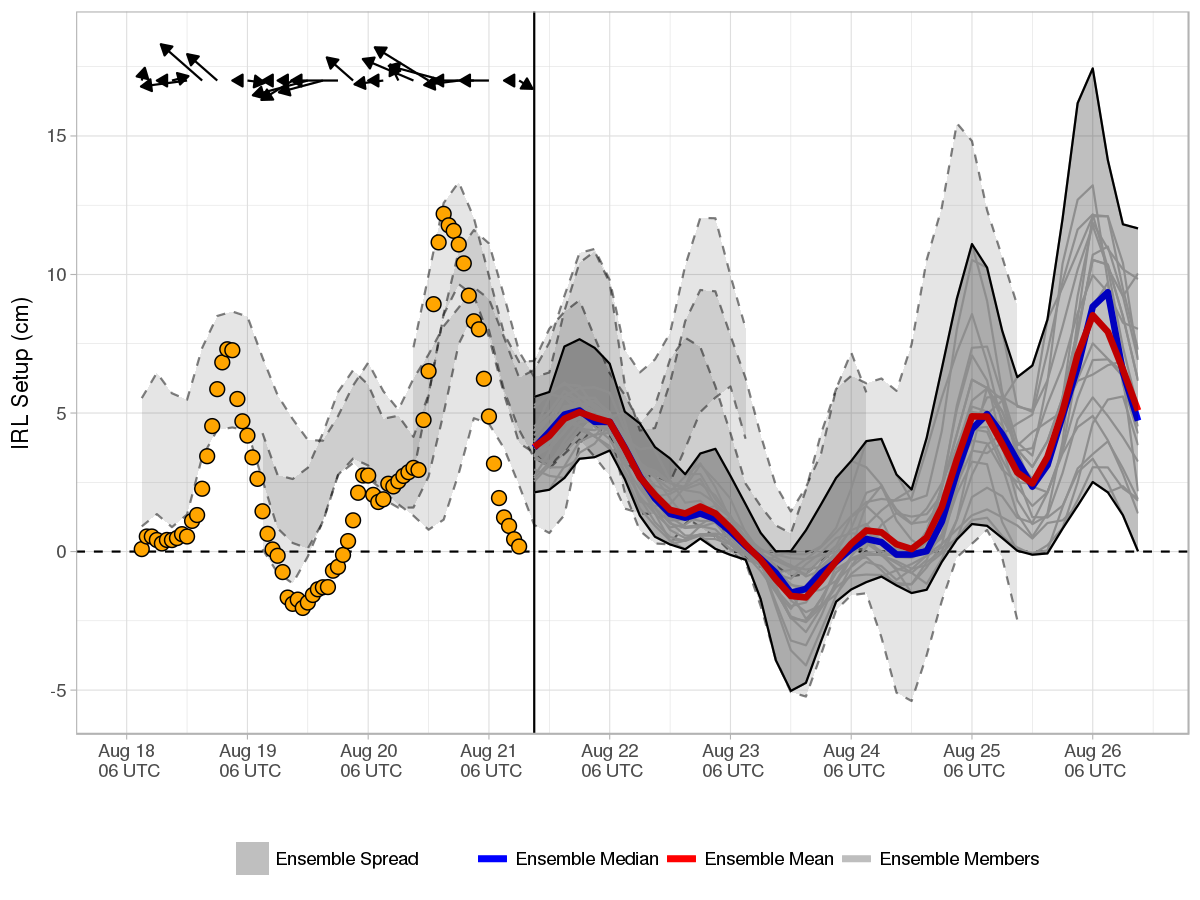 IRL Setup (cm)
15
10
5
0
-5
Aug 18 Aug 19 Aug 20 Aug 21 Aug 22 Aug 23 Aug 24 Aug 25 Aug 26
06 UTC 06 UTC 06 UTC 06 UTC 06 UTC 06 UTC 06 UTC 06 UTC 06 UTC
Ensemble Spread Ensemble Median Ensemble Mean Ensemble Members